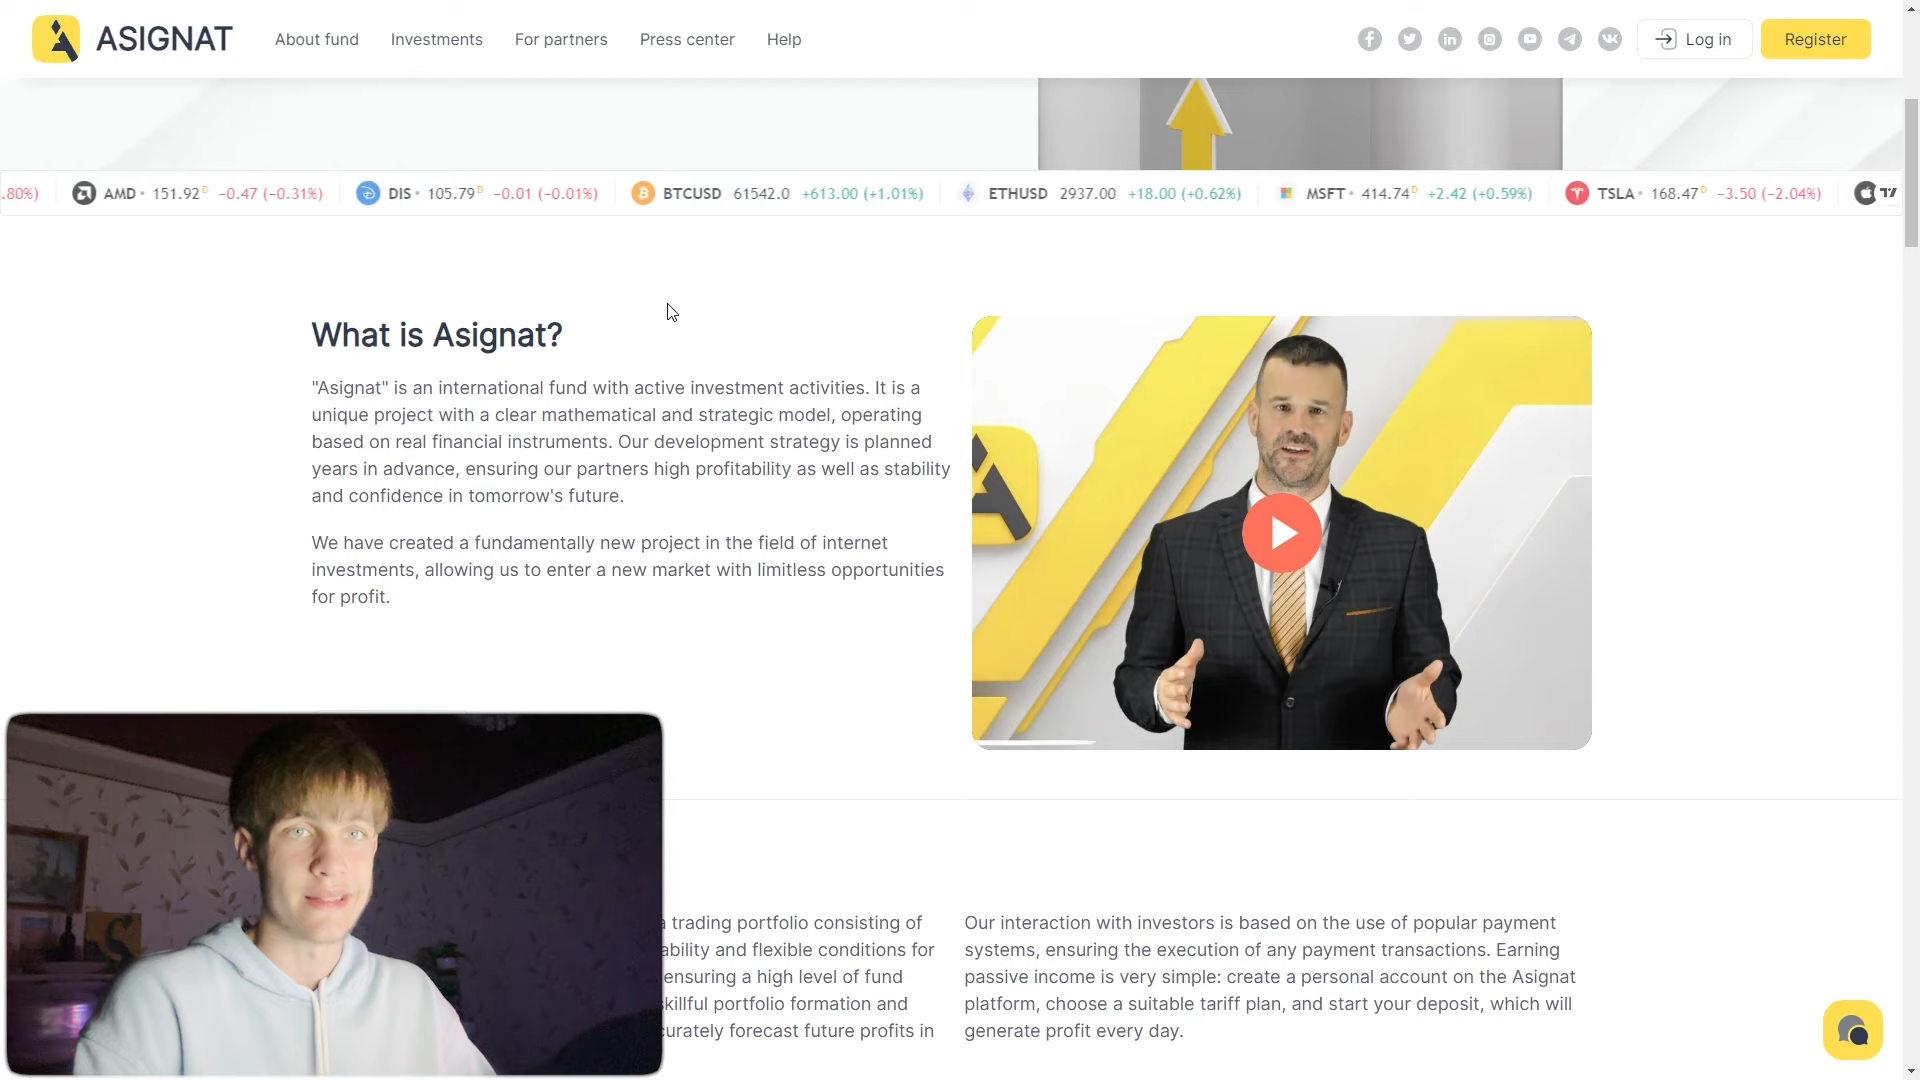 ASIGNAT
About fund
Investments
For partners
Press center
Help
Log in
Register
.80%)
AMD 151.92 D −0.47 (−0.31%)
DIS 105.79 D −0.01 (−0.01%)
BTCUSD 61542.0 +613.00 (+1.01%)
ETHUSD 2937.00 +18.00 (+0.62%)
MSFT 414.74 D +2.42 (+0.59%)
TSLA 168.47 D −3.50 (−2.04%)
What is Asignat?
"Asignat" is an international fund with active investment activities. It is a
unique project with a clear mathematical and strategic model, operating
based on real financial instruments. Our development strategy is planned
years in advance, ensuring our partners high profitability as well as stability
and confidence in tomorrow's future.
We have created a fundamentally new project in the field of internet
investments, allowing us to enter a new market with limitless opportunities
for profit.
a trading portfolio consisting of
ability and flexible conditions for
ensuring a high level of fund
skillful portfolio formation and
curately forecast future profits in
Our interaction with investors is based on the use of popular payment
systems, ensuring the execution of any payment transactions. Earning
passive income is very simple: create a personal account on the Asignat
platform, choose a suitable tariff plan, and start your deposit, which will
generate profit every day.